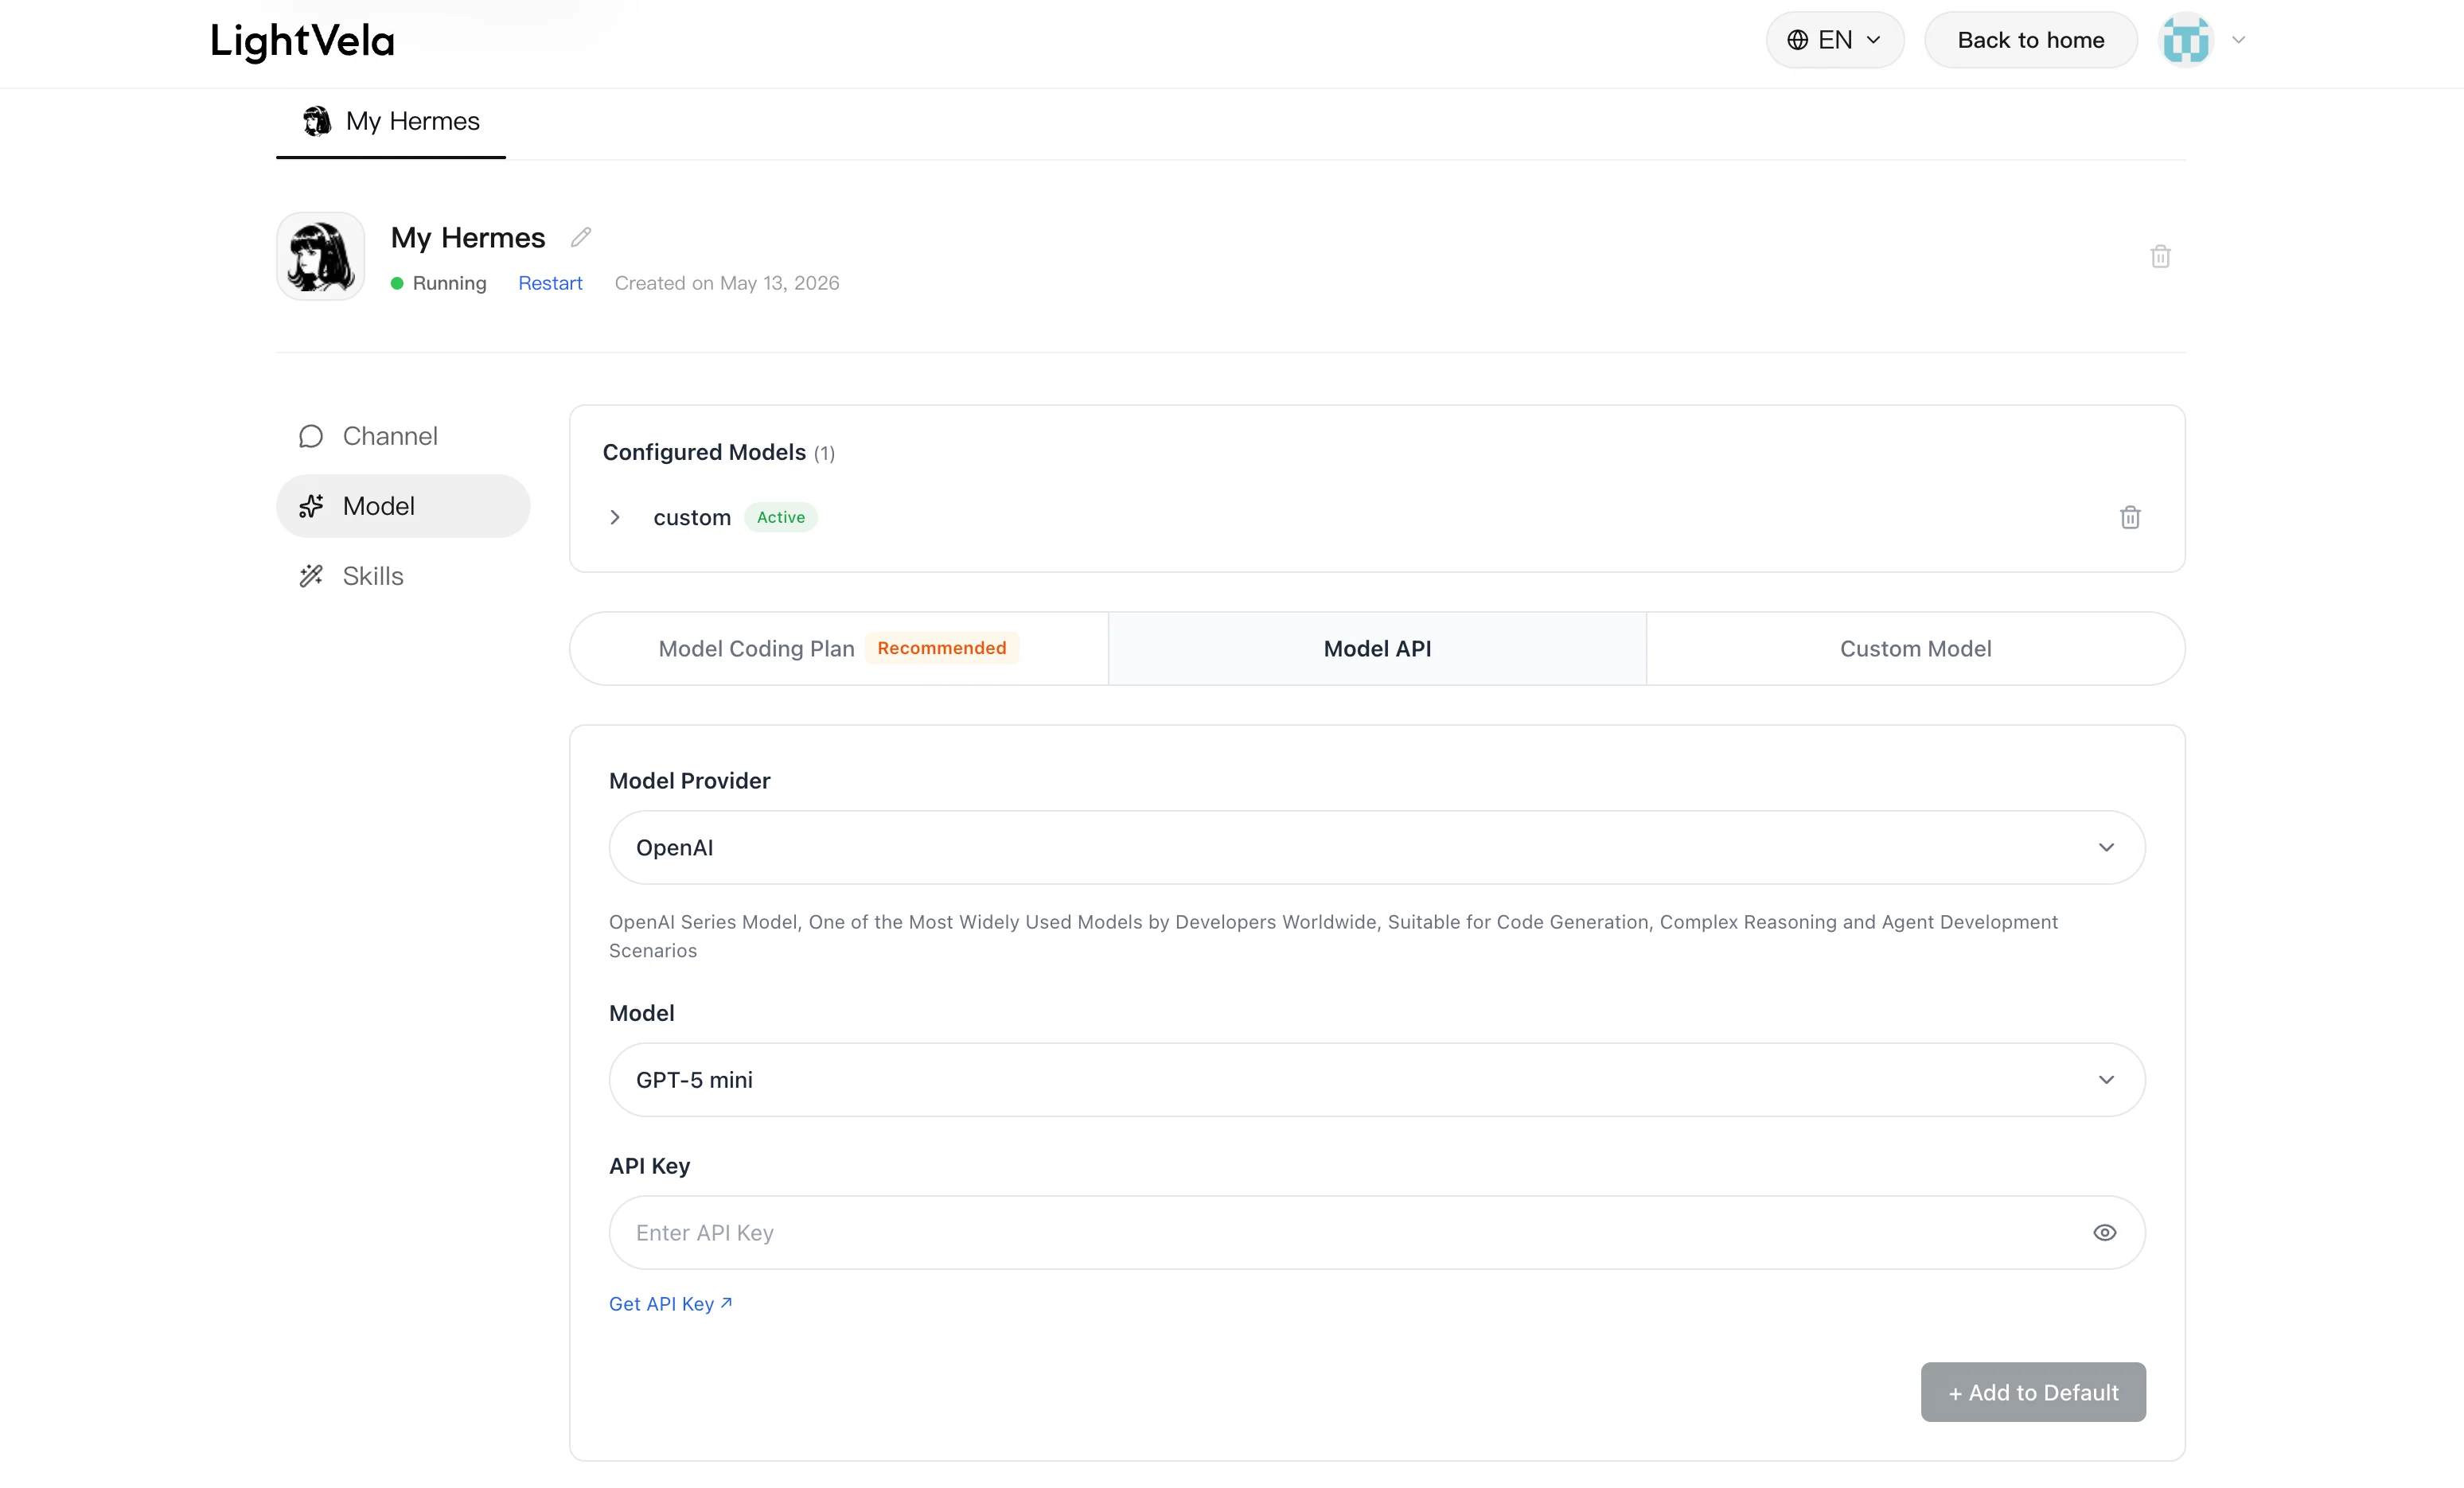 LightVela
EN
Back to home
My Hermes
My Hermes
Running Restart Created on May 13, 2026
Channel
Model
Skills
Configured Models (1)
custom Active
Model Coding Plan Recommended
Model API
Custom Model
Model Provider
OpenAI
OpenAI Series Model, One of the Most Widely Used Models by Developers Worldwide, Suitable for Code Generation, Complex Reasoning and Agent Development
Scenarios
Model
GPT-5 mini
API Key
Enter API Key
Get API Key ↗
+ Add to Default